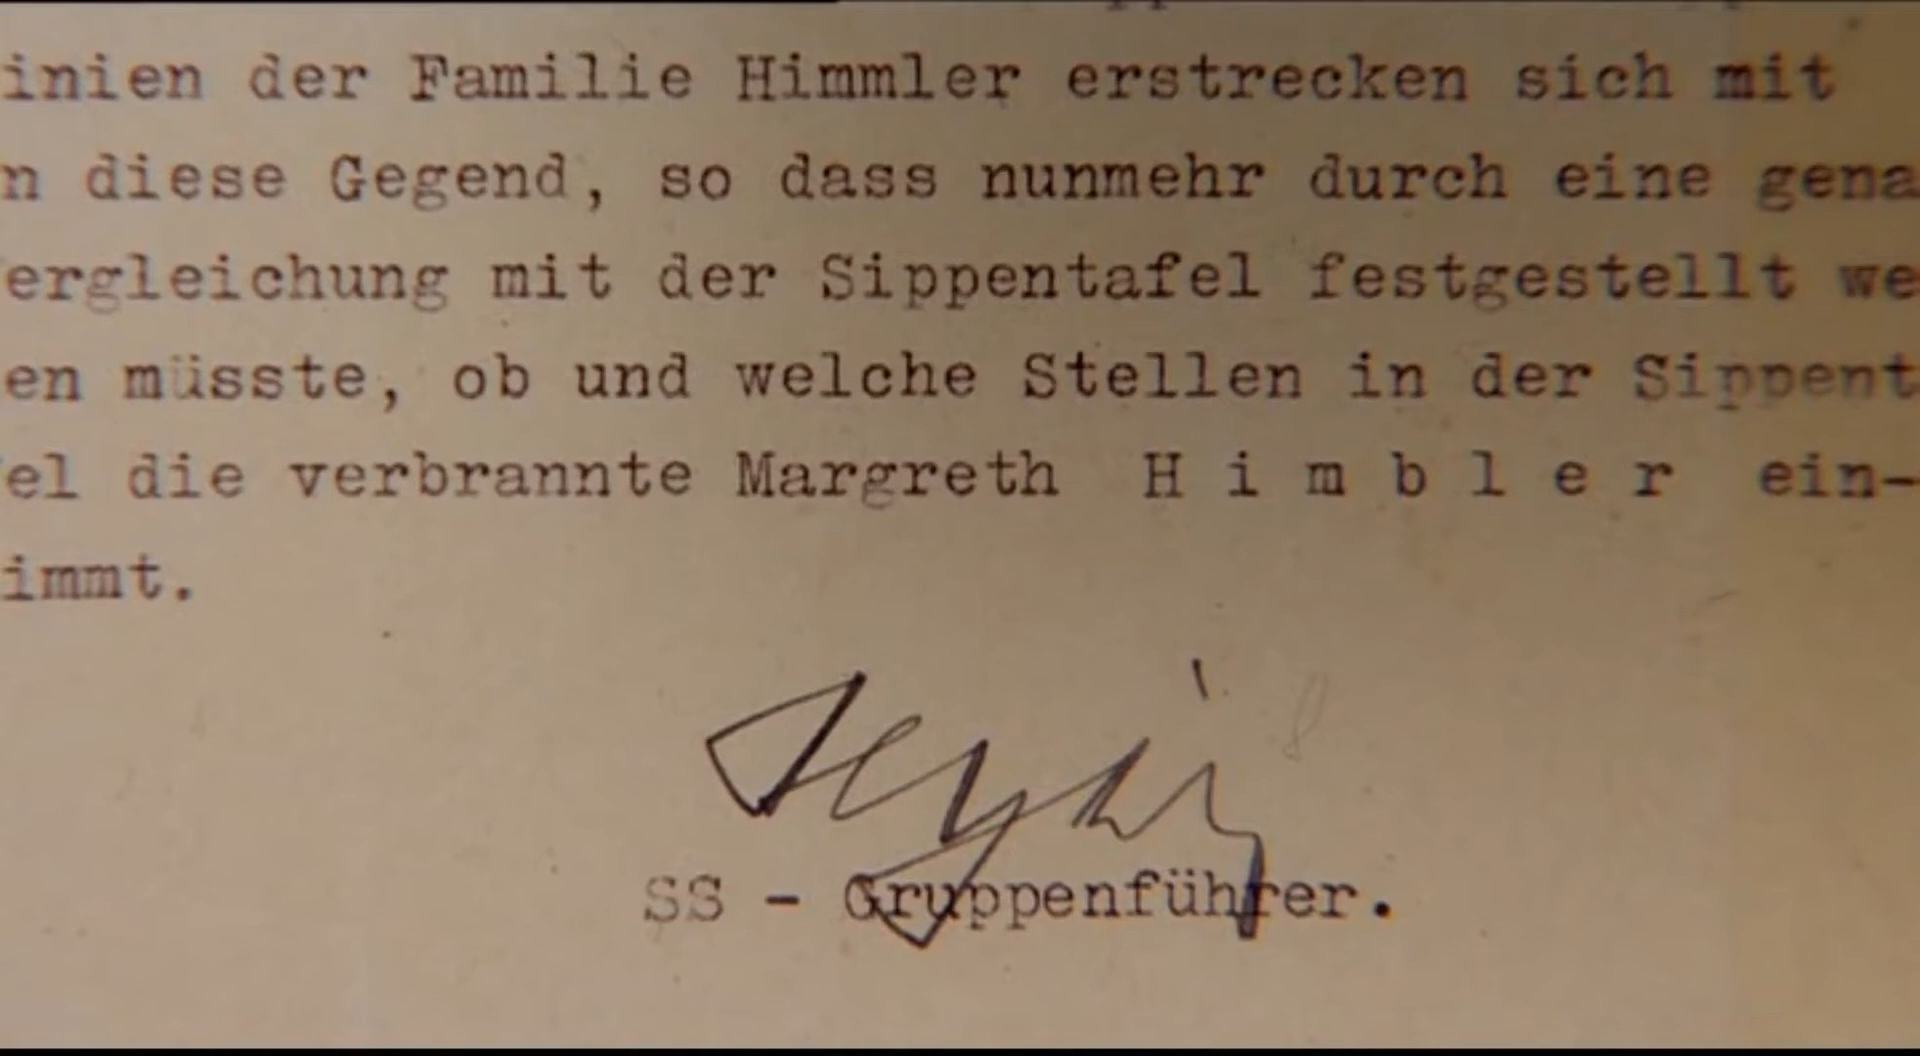 inien der Familie Himmler erstrecken sich mit
n diese Gegend, so dass nunmehr durch eine gena
ergleichung mit der Sippentafel festgestellt we
en müsste, ob und welche Stellen in der Sippent
el die verbrannte Margreth H i m b l e r ein-
immt.
SS - Gruppenführer.